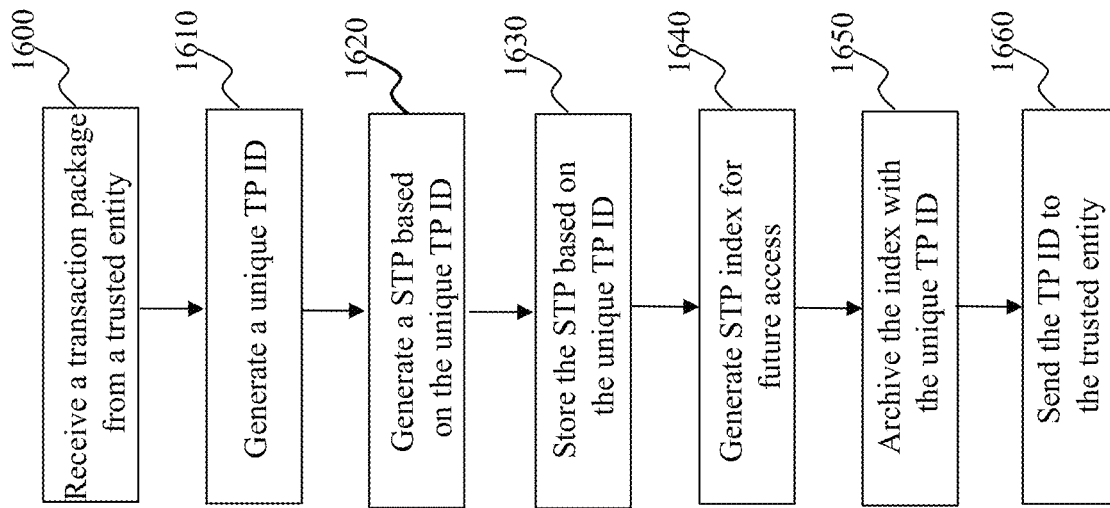 1600
Receive a transaction package
from a trusted entity
1610
Generate a unique TP ID
1620
Generate a STP based
on the unique TP ID
1630
Store the STP based on
the unique TP ID
1640
Generate STP index for
future access
1650
Archive the index with
the unique TP ID
1660
Send the TP ID to
the trusted entity